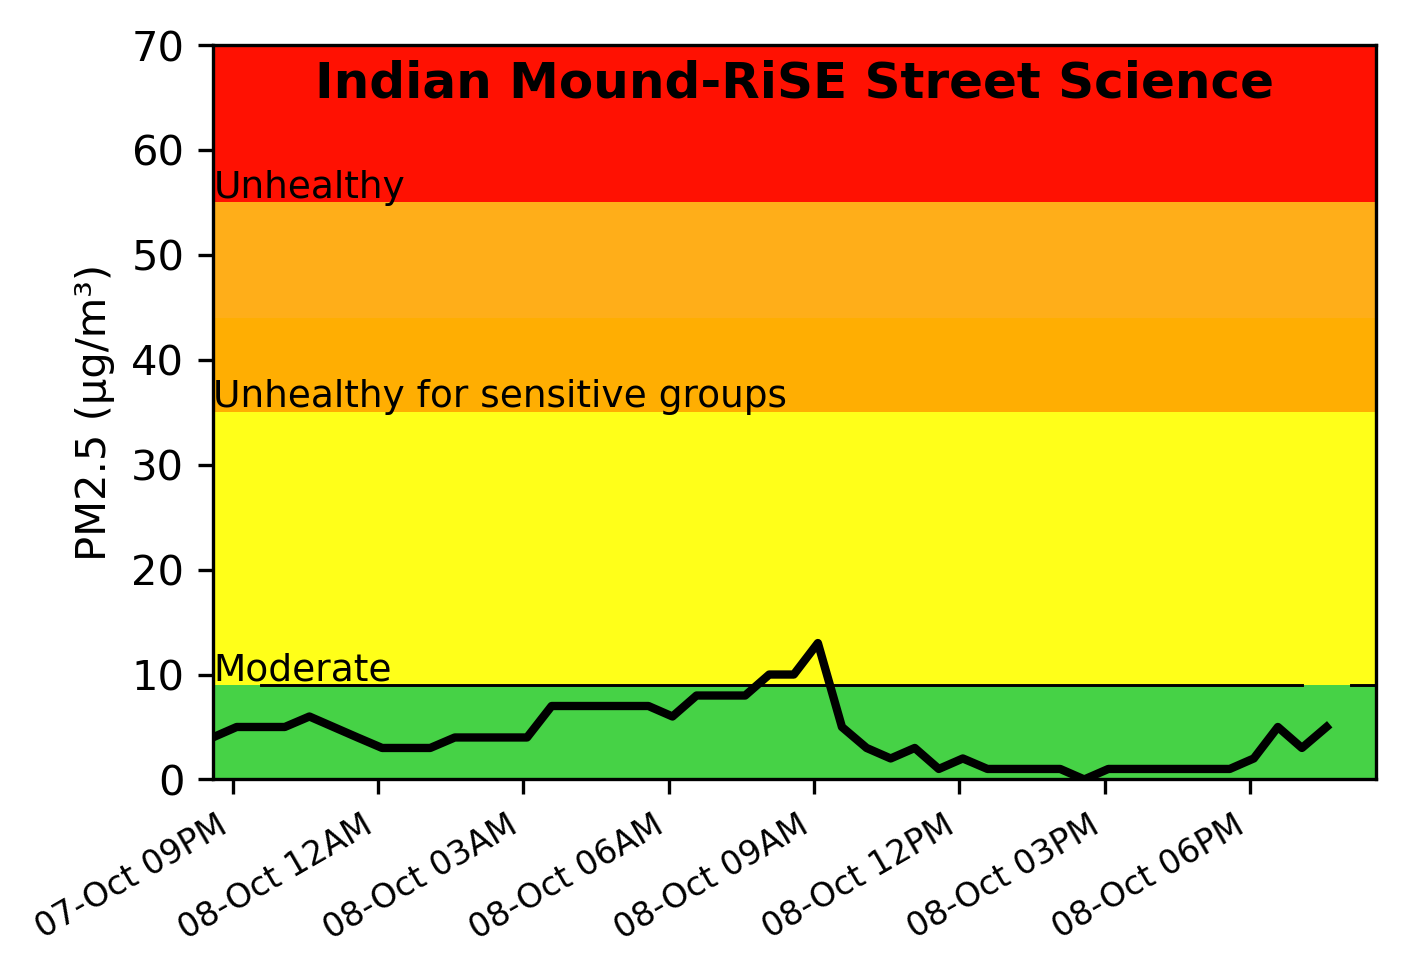 Indian Mound-RiSE Street Science
PM2.5 (µg/m³)
70
60
50
40
30
20
10
0
Unhealthy
Unhealthy for sensitive groups
Moderate
07-Oct 09PM
08-Oct 12AM
08-Oct 03AM
08-Oct 06AM
08-Oct 09AM
08-Oct 12PM
08-Oct 03PM
08-Oct 06PM